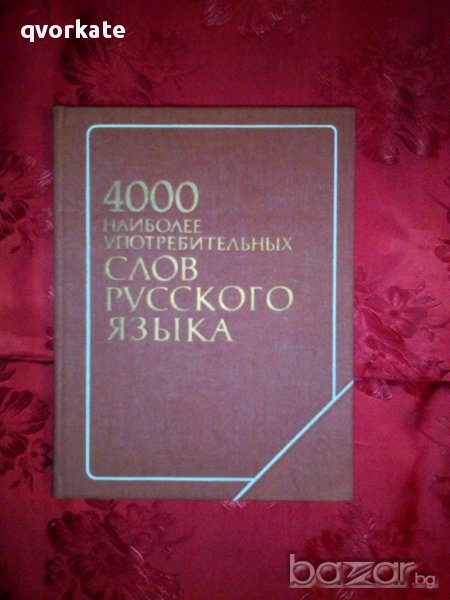 qvorkate
4000
НАИБОЛЕЕ
УПОТРЕБИТЕЛЬНЫХ
СЛОВ
РУССКОГО
ЯЗЫКА
bazar.bg